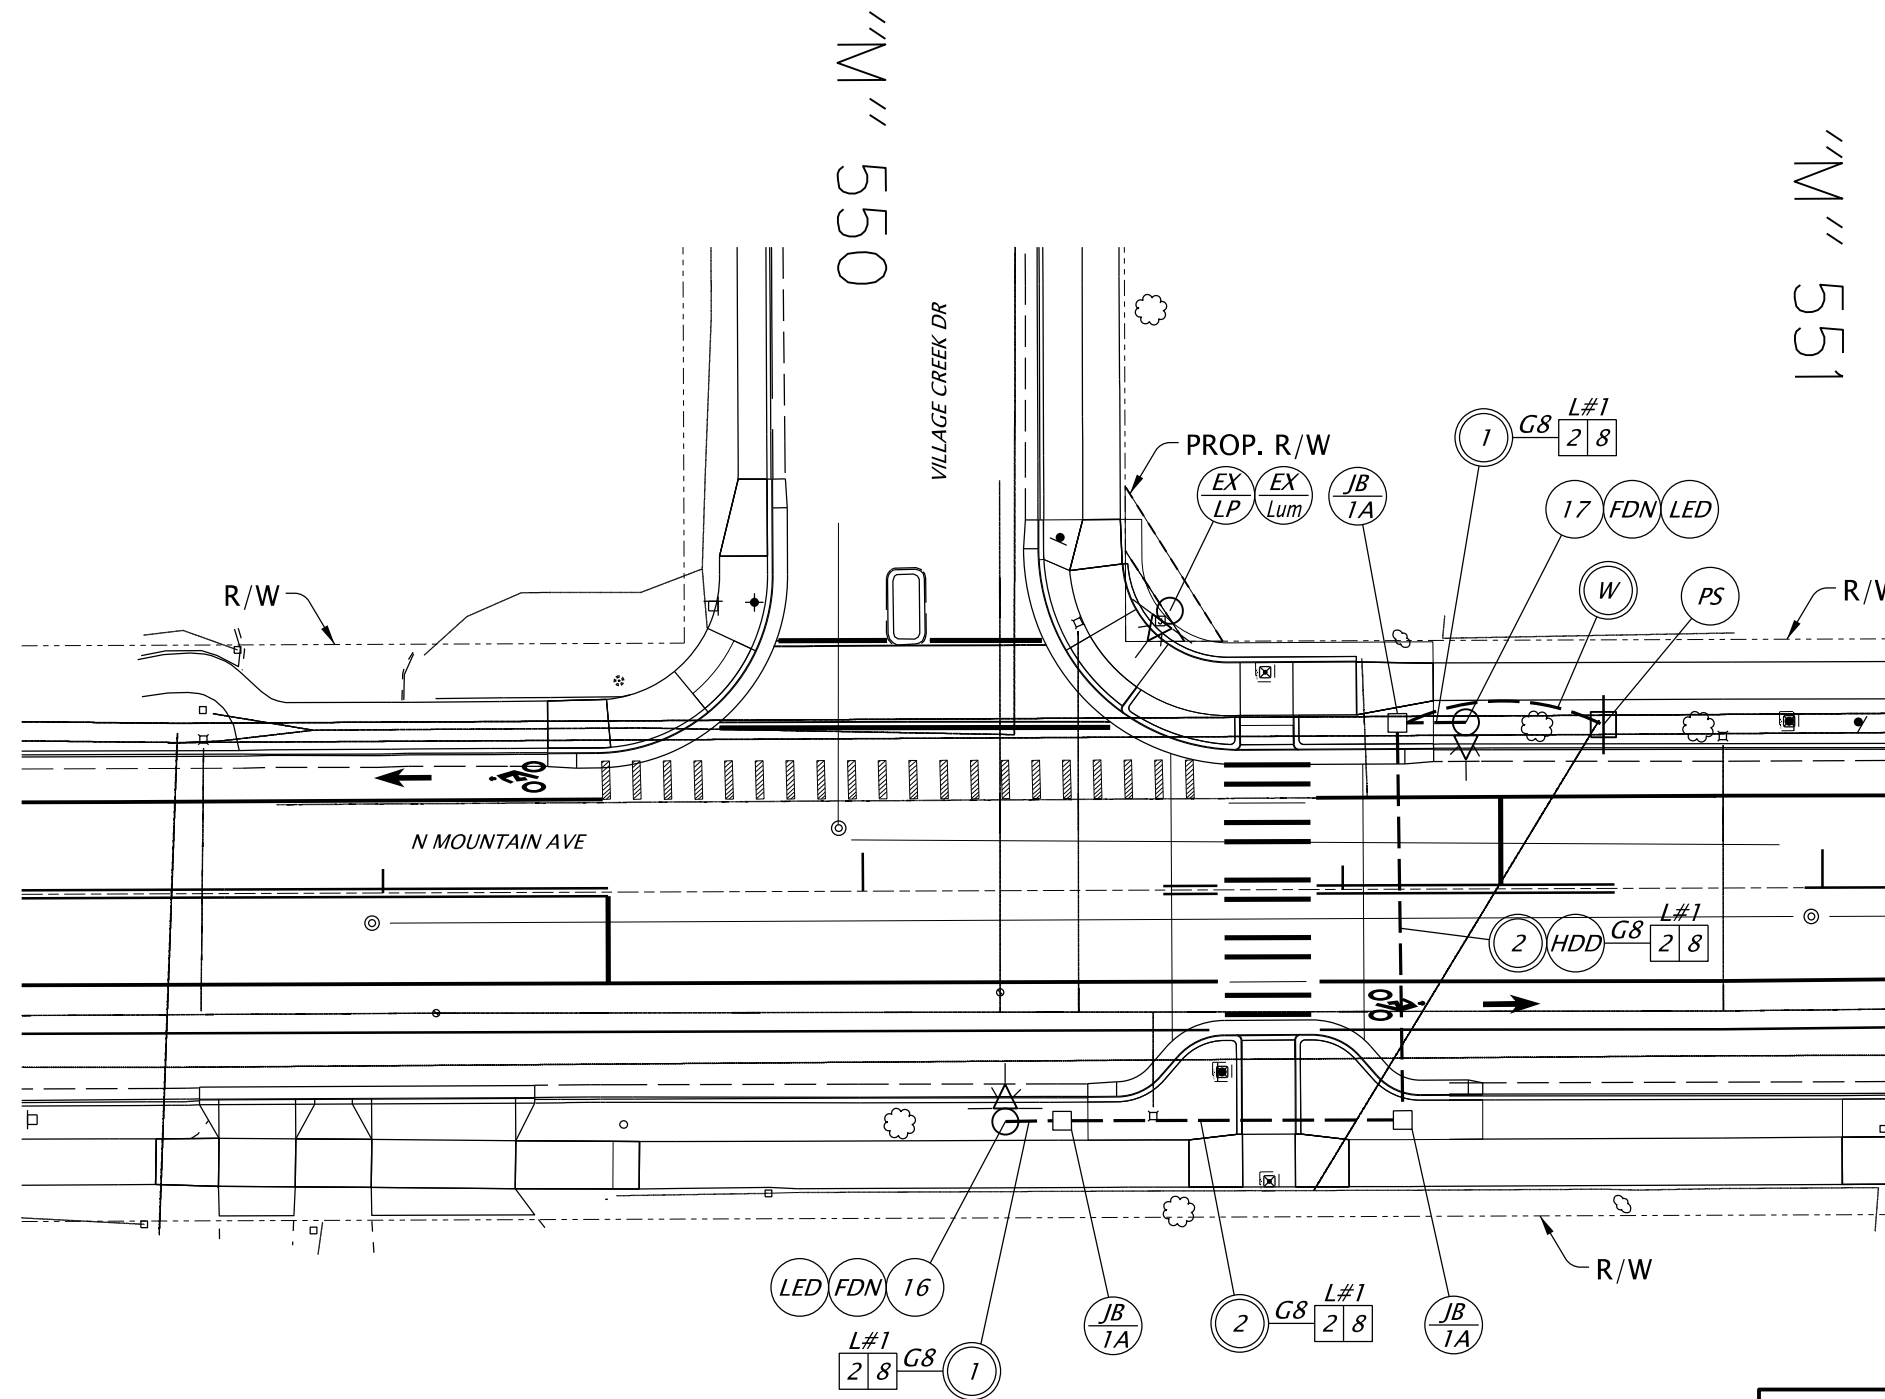 "M" 550
"M" 551
VILLAGE CREEK DR
L#1
1 G8 2 8
PROP. R/W
EX
LP
EX
Lum
JB
1A
17 FDN LED
R/W
W
PS
R/W
N MOUNTAIN AVE
L#1
2 HDD G8 2 8
R/W
LED FDN 16
JB
1A
L#1
2 G8 2 8
JB
1A
L#1
2 8 G8 1